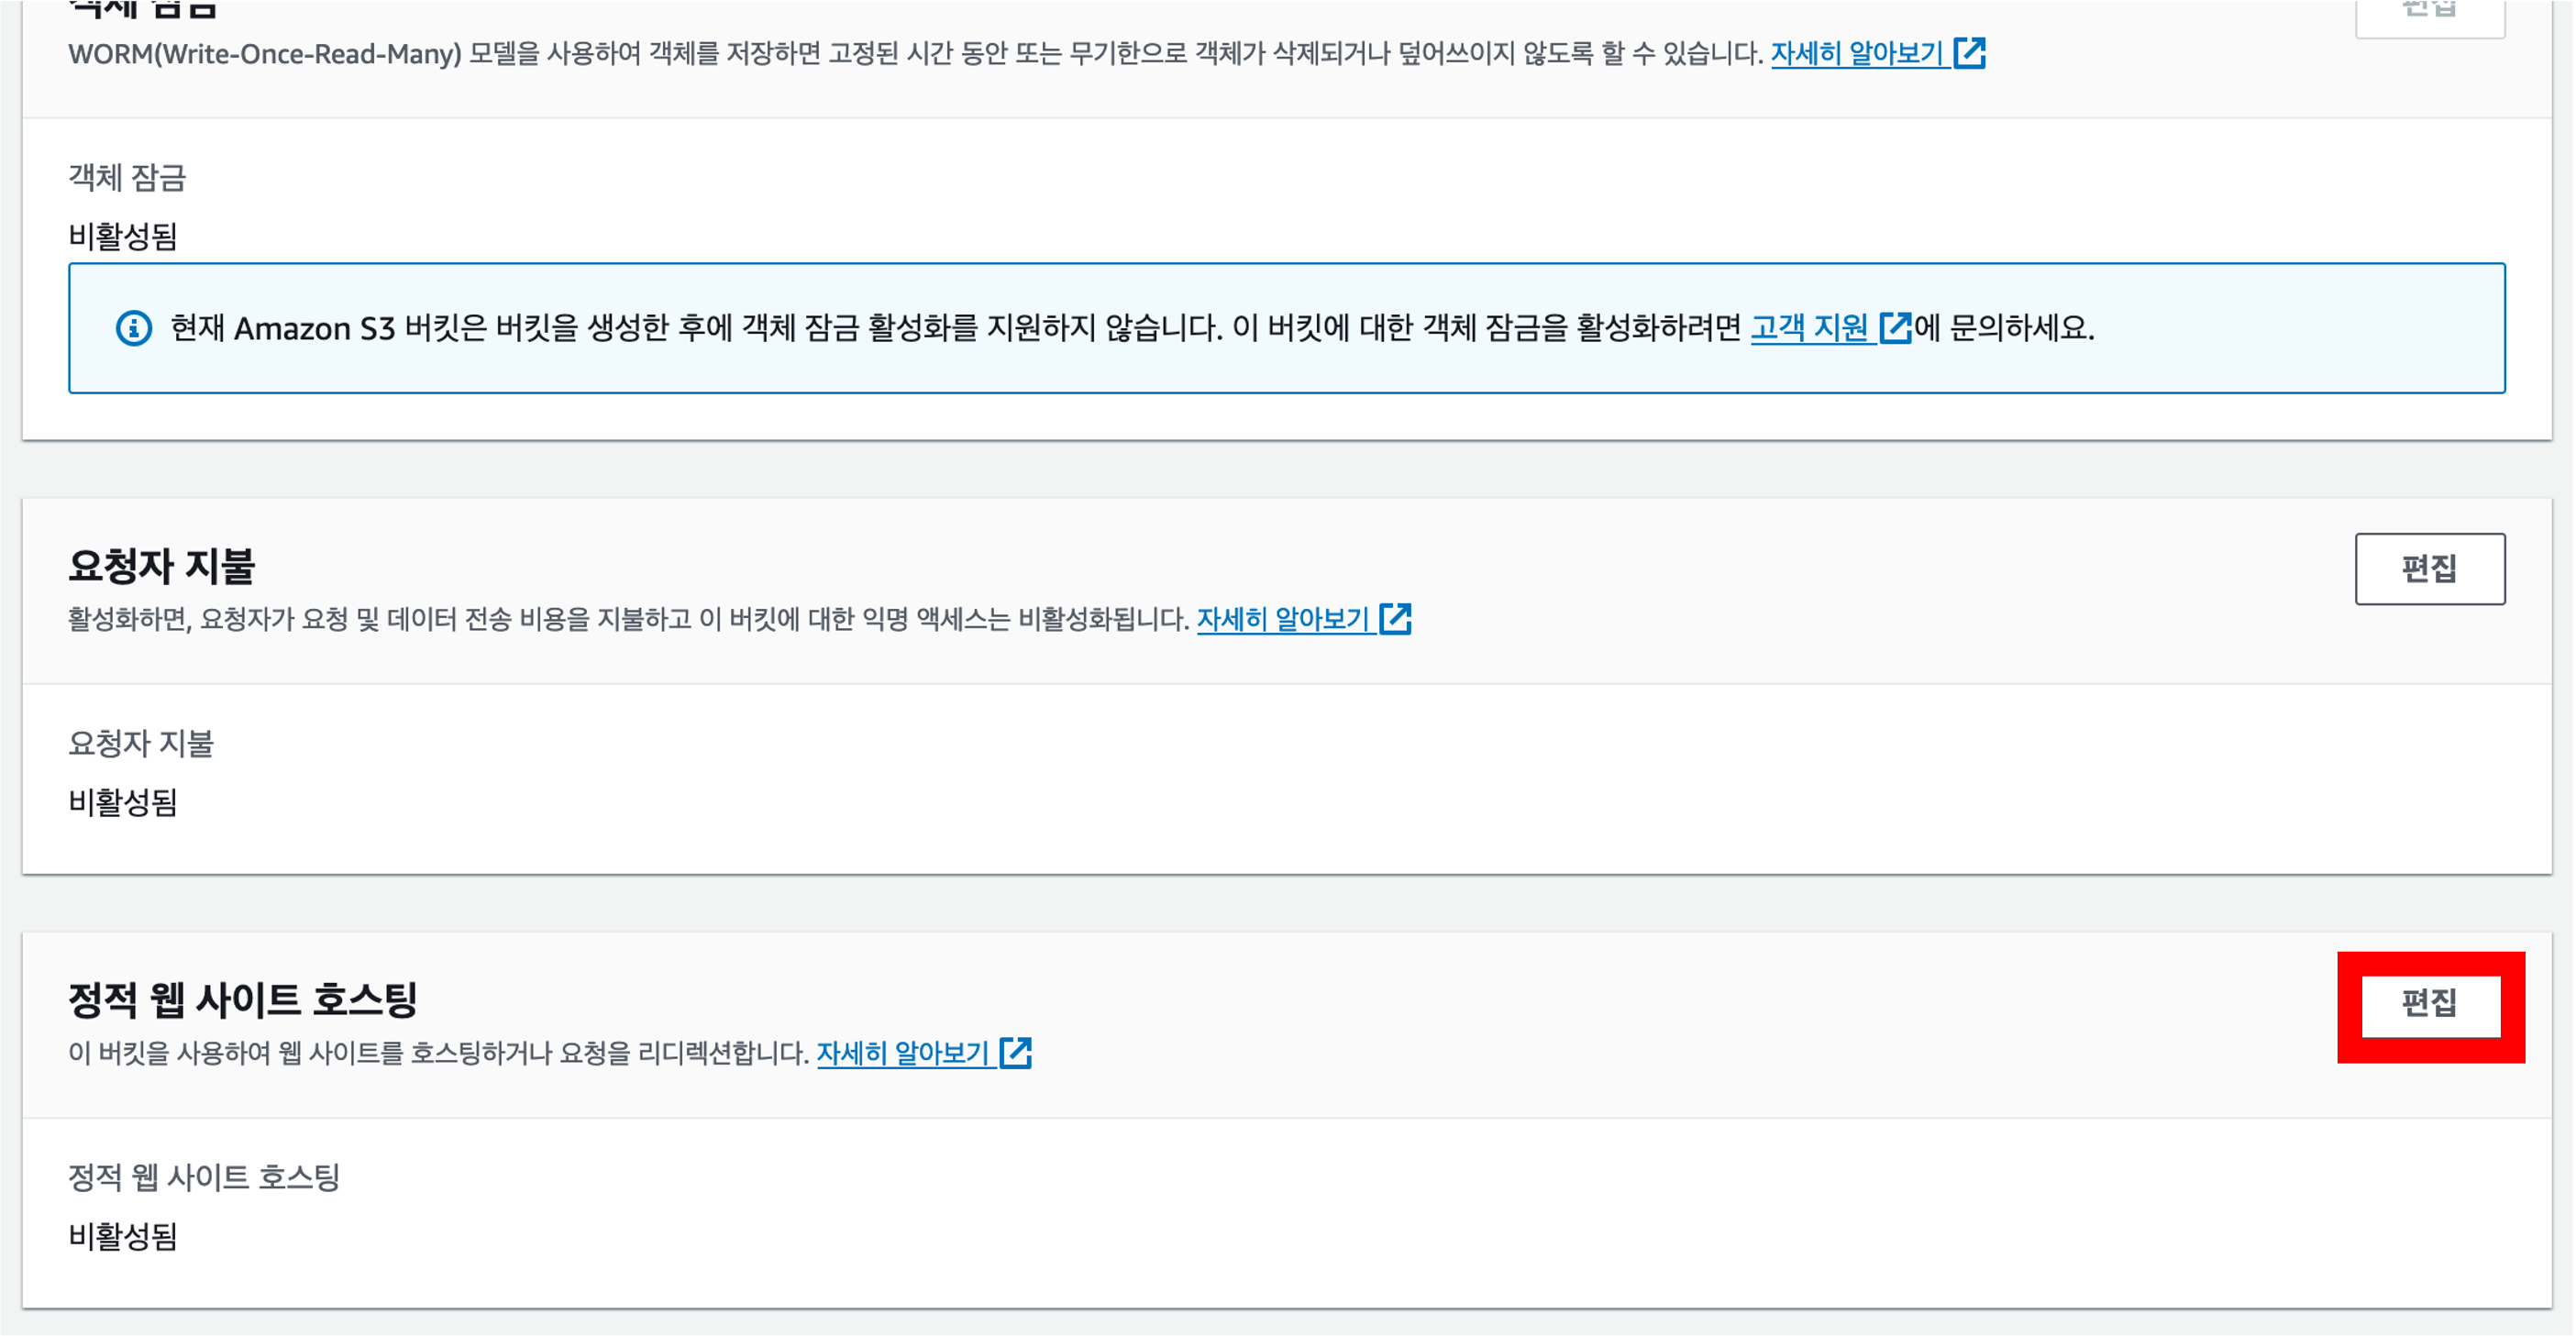 객체 잠금
편집
WORM(Write-Once-Read-Many) 모델을 사용하여 객체를 저장하면 고정된 시간 동안 또는 무기한으로 객체가 삭제되거나 덮어쓰이지 않도록 할 수 있습니다. 자세히 알아보기
객체 잠금
비활성됨
현재 Amazon S3 버킷은 버킷을 생성한 후에 객체 잠금 활성화를 지원하지 않습니다. 이 버킷에 대한 객체 잠금을 활성화하려면 고객 지원에 문의하세요.
요청자 지불
편집
활성화하면, 요청자가 요청 및 데이터 전송 비용을 지불하고 이 버킷에 대한 익명 액세스는 비활성화됩니다. 자세히 알아보기
요청자 지불
비활성됨
정적 웹 사이트 호스팅
편집
이 버킷을 사용하여 웹 사이트를 호스팅하거나 요청을 리디렉션합니다. 자세히 알아보기
정적 웹 사이트 호스팅
비활성됨